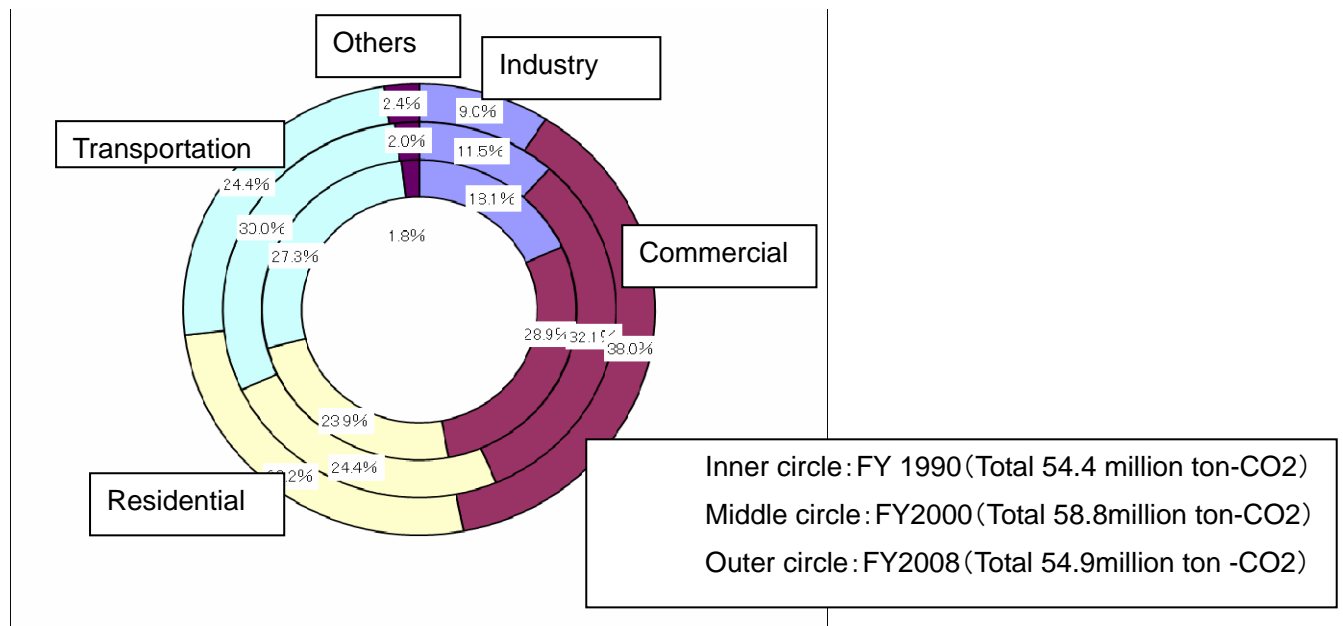 Others
Industry
2.4%
9.0%
Transportation
2.0%
11.5%
24.4%
18.1%
30.0%
1.8%
27.3%
Commercial
28.9%
32.1%
38.0%
23.9%
24.4%
Residential
Inner circle:FY 1990(Total 54.4 million ton-CO2)
Middle circle:FY2000(Total 58.8million ton-CO2)
Outer circle:FY2008(Total 54.9million ton -CO2)